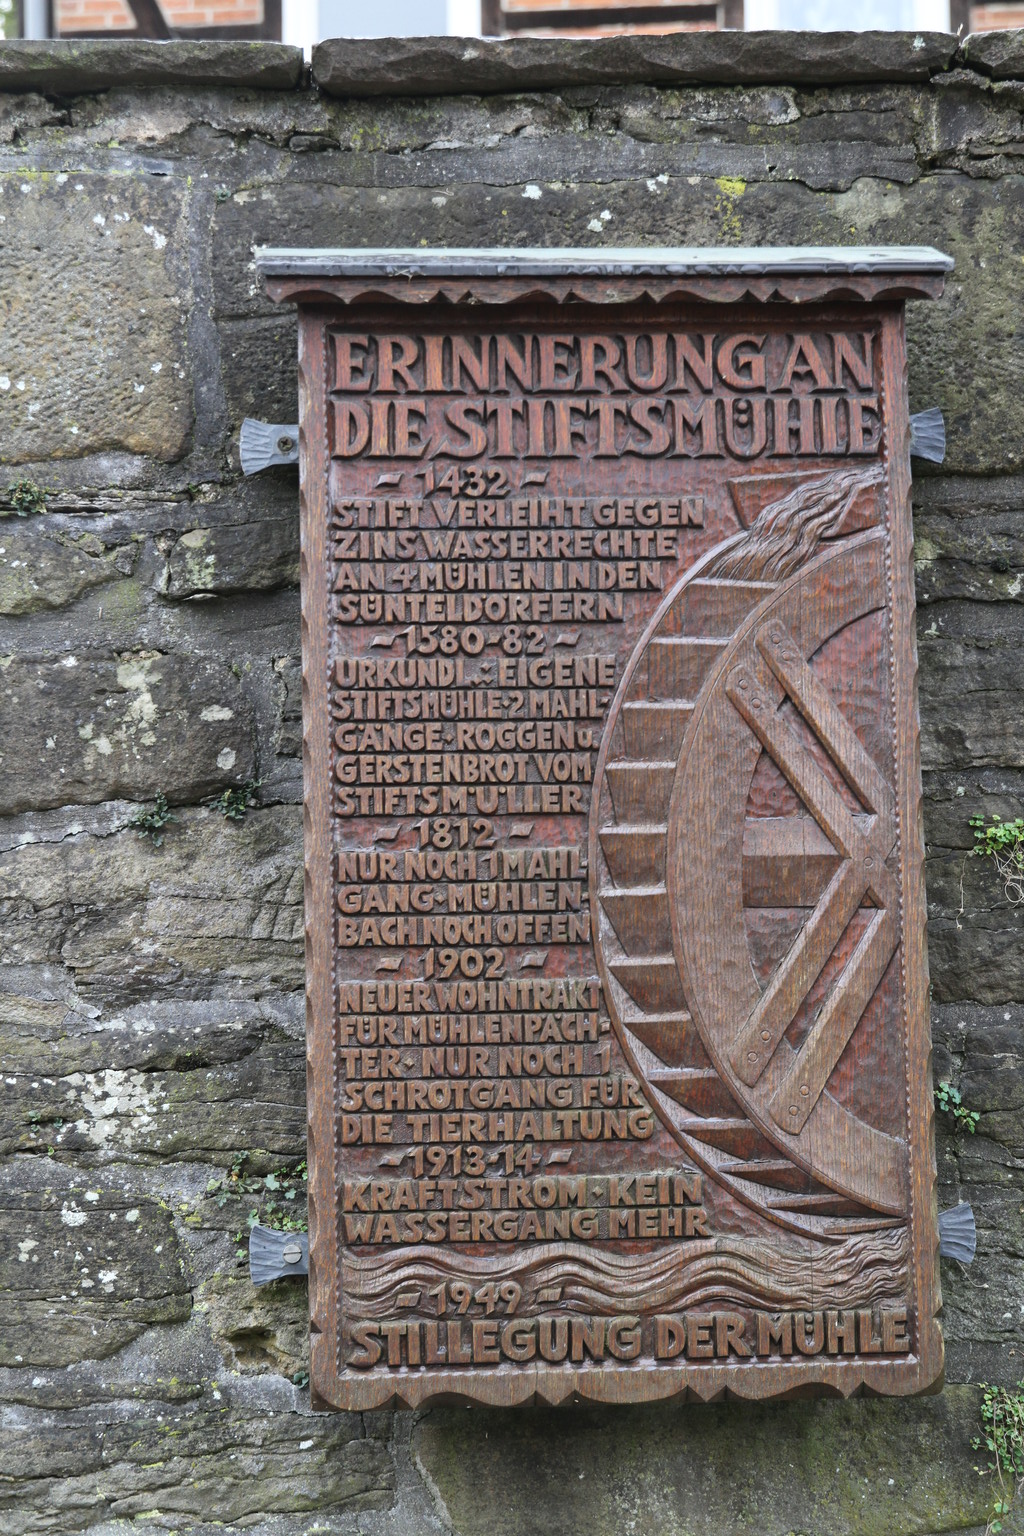 ERINNERUNG AN
DIE STIFTSMÜHLE
- 1432 -
STIFT VERLEIHT GEGEN
ZINS WASSERRECHTE
AN 4 MÜHLEN IN DEN
SÜNTELDÖRFERN
- 1580-82 -
URKUNDL.: EIGENE
STIFTSMÜHLE·2 MAHL-
GÄNGE·ROGGEN u.
GERSTENBROT VOM
STIFTSMÜLLER
- 1812 -
NUR NOCH 1 MAHL-
GANG·MÜHLEN-
BACH NOCH OFFEN
- 1902 -
NEUER WOHNTRAKT
FÜR MÜHLENPÄCH-
TER·NUR NOCH 1
SCHROTGANG FÜR
DIE TIERHALTUNG
- 1913-14 -
KRAFTSTROM·KEIN
WASSERGANG MEHR
- 1949 -
STILLEGUNG DER MÜHLE